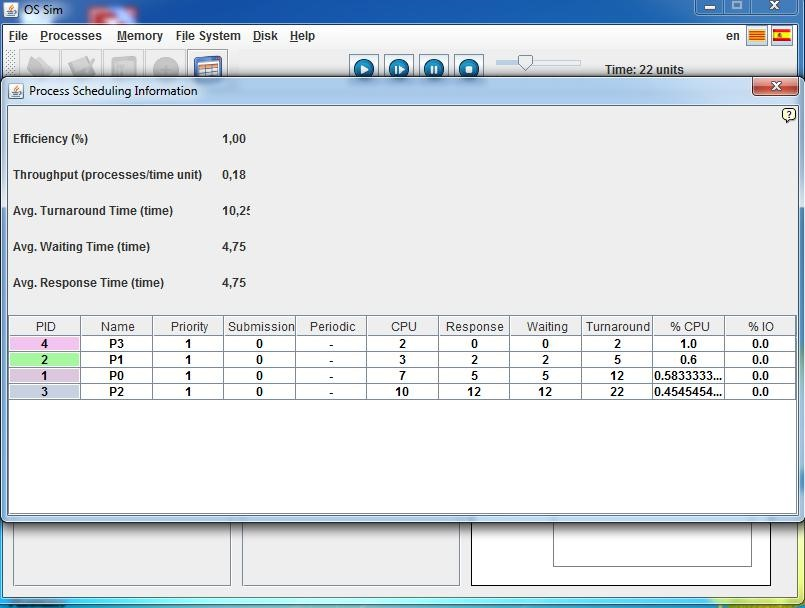 OS Sim
File Processes Memory File System Disk Help en
Time: 22 units
Process Scheduling Information
?
Efficiency (%) 1,00
Throughput (processes/time unit) 0,18
Avg. Turnaround Time (time) 10,25
Avg. Waiting Time (time) 4,75
Avg. Response Time (time) 4,75
PID Name Priority Submission Periodic CPU Response Waiting Turnaround % CPU % IO
4 P3 1 0 - 2 0 0 2 1.0 0.0
2 P1 1 0 - 3 2 2 5 0.6 0.0
1 P0 1 0 - 7 5 5 12 0.5833333... 0.0
3 P2 1 0 - 10 12 12 22 0.4545454... 0.0